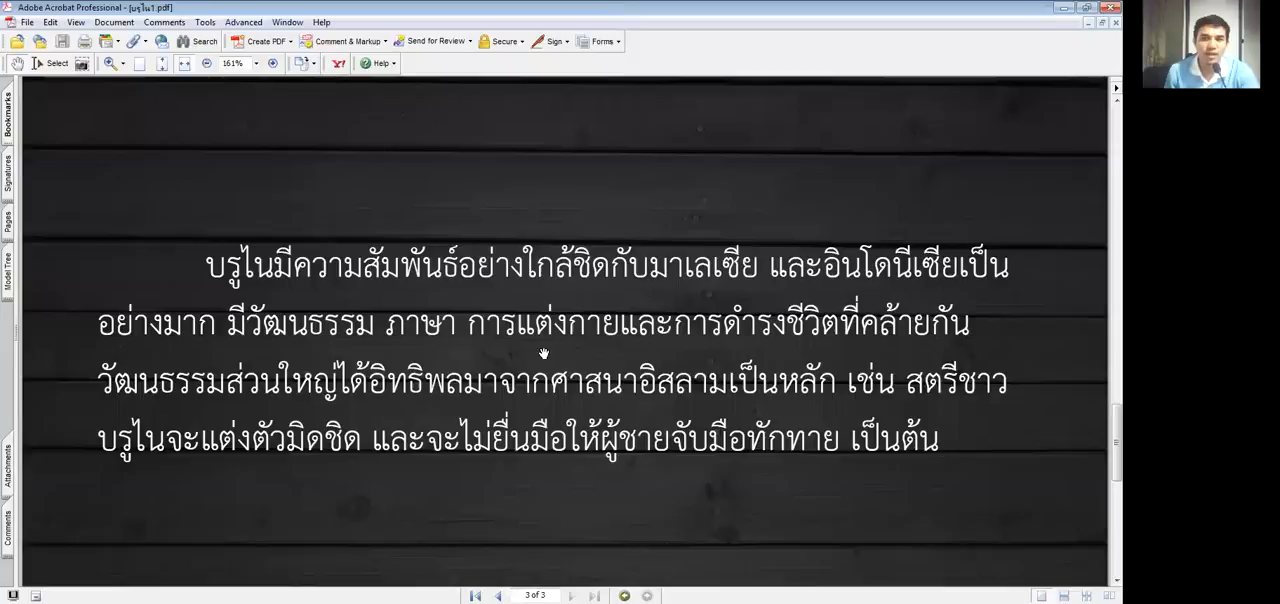 Adobe Acrobat Professional - [บรูไน1.pdf]
File Edit View Document Comments Tools Advanced Window Help
Search Create PDF Comment & Markup Send for Review Secure Sign Forms
Select 161% Help
Bookmarks
Signatures
Pages
Model Tree
Attachments
Comments
บรูไนมีความสัมพันธ์อย่างใกล้ชิดกับมาเลเซีย และอินโดนีเซียเป็น
อย่างมาก มีวัฒนธรรม ภาษา การแต่งกายและการดำรงชีวิตที่คล้ายกัน
วัฒนธรรมส่วนใหญ่ได้อิทธิพลมาจากศาสนาอิสลามเป็นหลัก เช่น สตรีชาว
บรูไนจะแต่งตัวมิดชิด และจะไม่ยื่นมือให้ผู้ชายจับมือทักทาย เป็นต้น
3 of 3